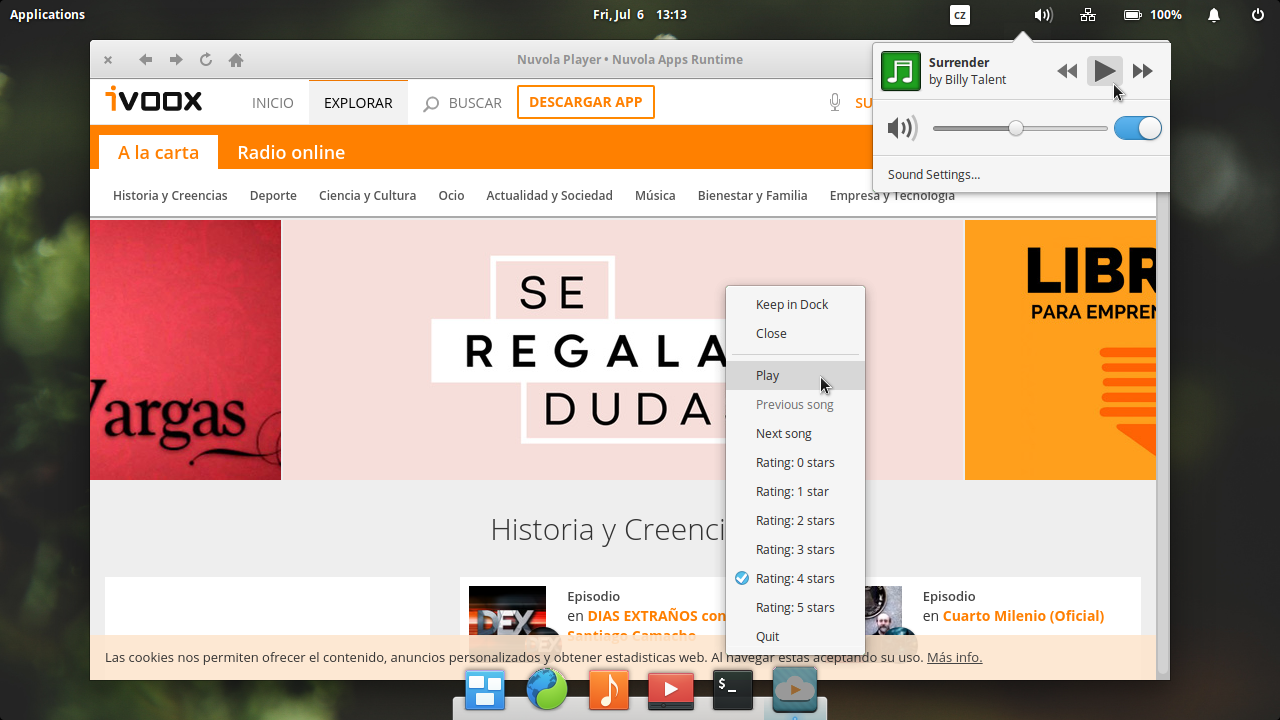 Applications
Fri, Jul 6 13:13
cz
100%
Nuvola Player • Nuvola Apps Runtime
Surrender
by Billy Talent
Sound Settings...
iVOOX
INICIO
EXPLORAR
BUSCAR
DESCARGAR APP
SU
A la carta
Radio online
Historia y Creencias
Deporte
Ciencia y Cultura
Ocio
Actualidad y Sociedad
Música
Bienestar y Familia
Empresa y Tecnología
Vargas
SE
REGALA
DUDA
LIBR
PARA EMPREN
Keep in Dock
Close
Play
Previous song
Next song
Rating: 0 stars
Rating: 1 star
Rating: 2 stars
Rating: 3 stars
Rating: 4 stars
Rating: 5 stars
Quit
Historia y Creenci
DEX
Episodio
en DIAS EXTRAÑOS con
Santiago Camacho
Episodio
en Cuarto Milenio (Oficial)
Las cookies nos permiten ofrecer el contenido, anuncios personalizados y obtener estadisticas web. Al navegar estas aceptando su uso. Más info.